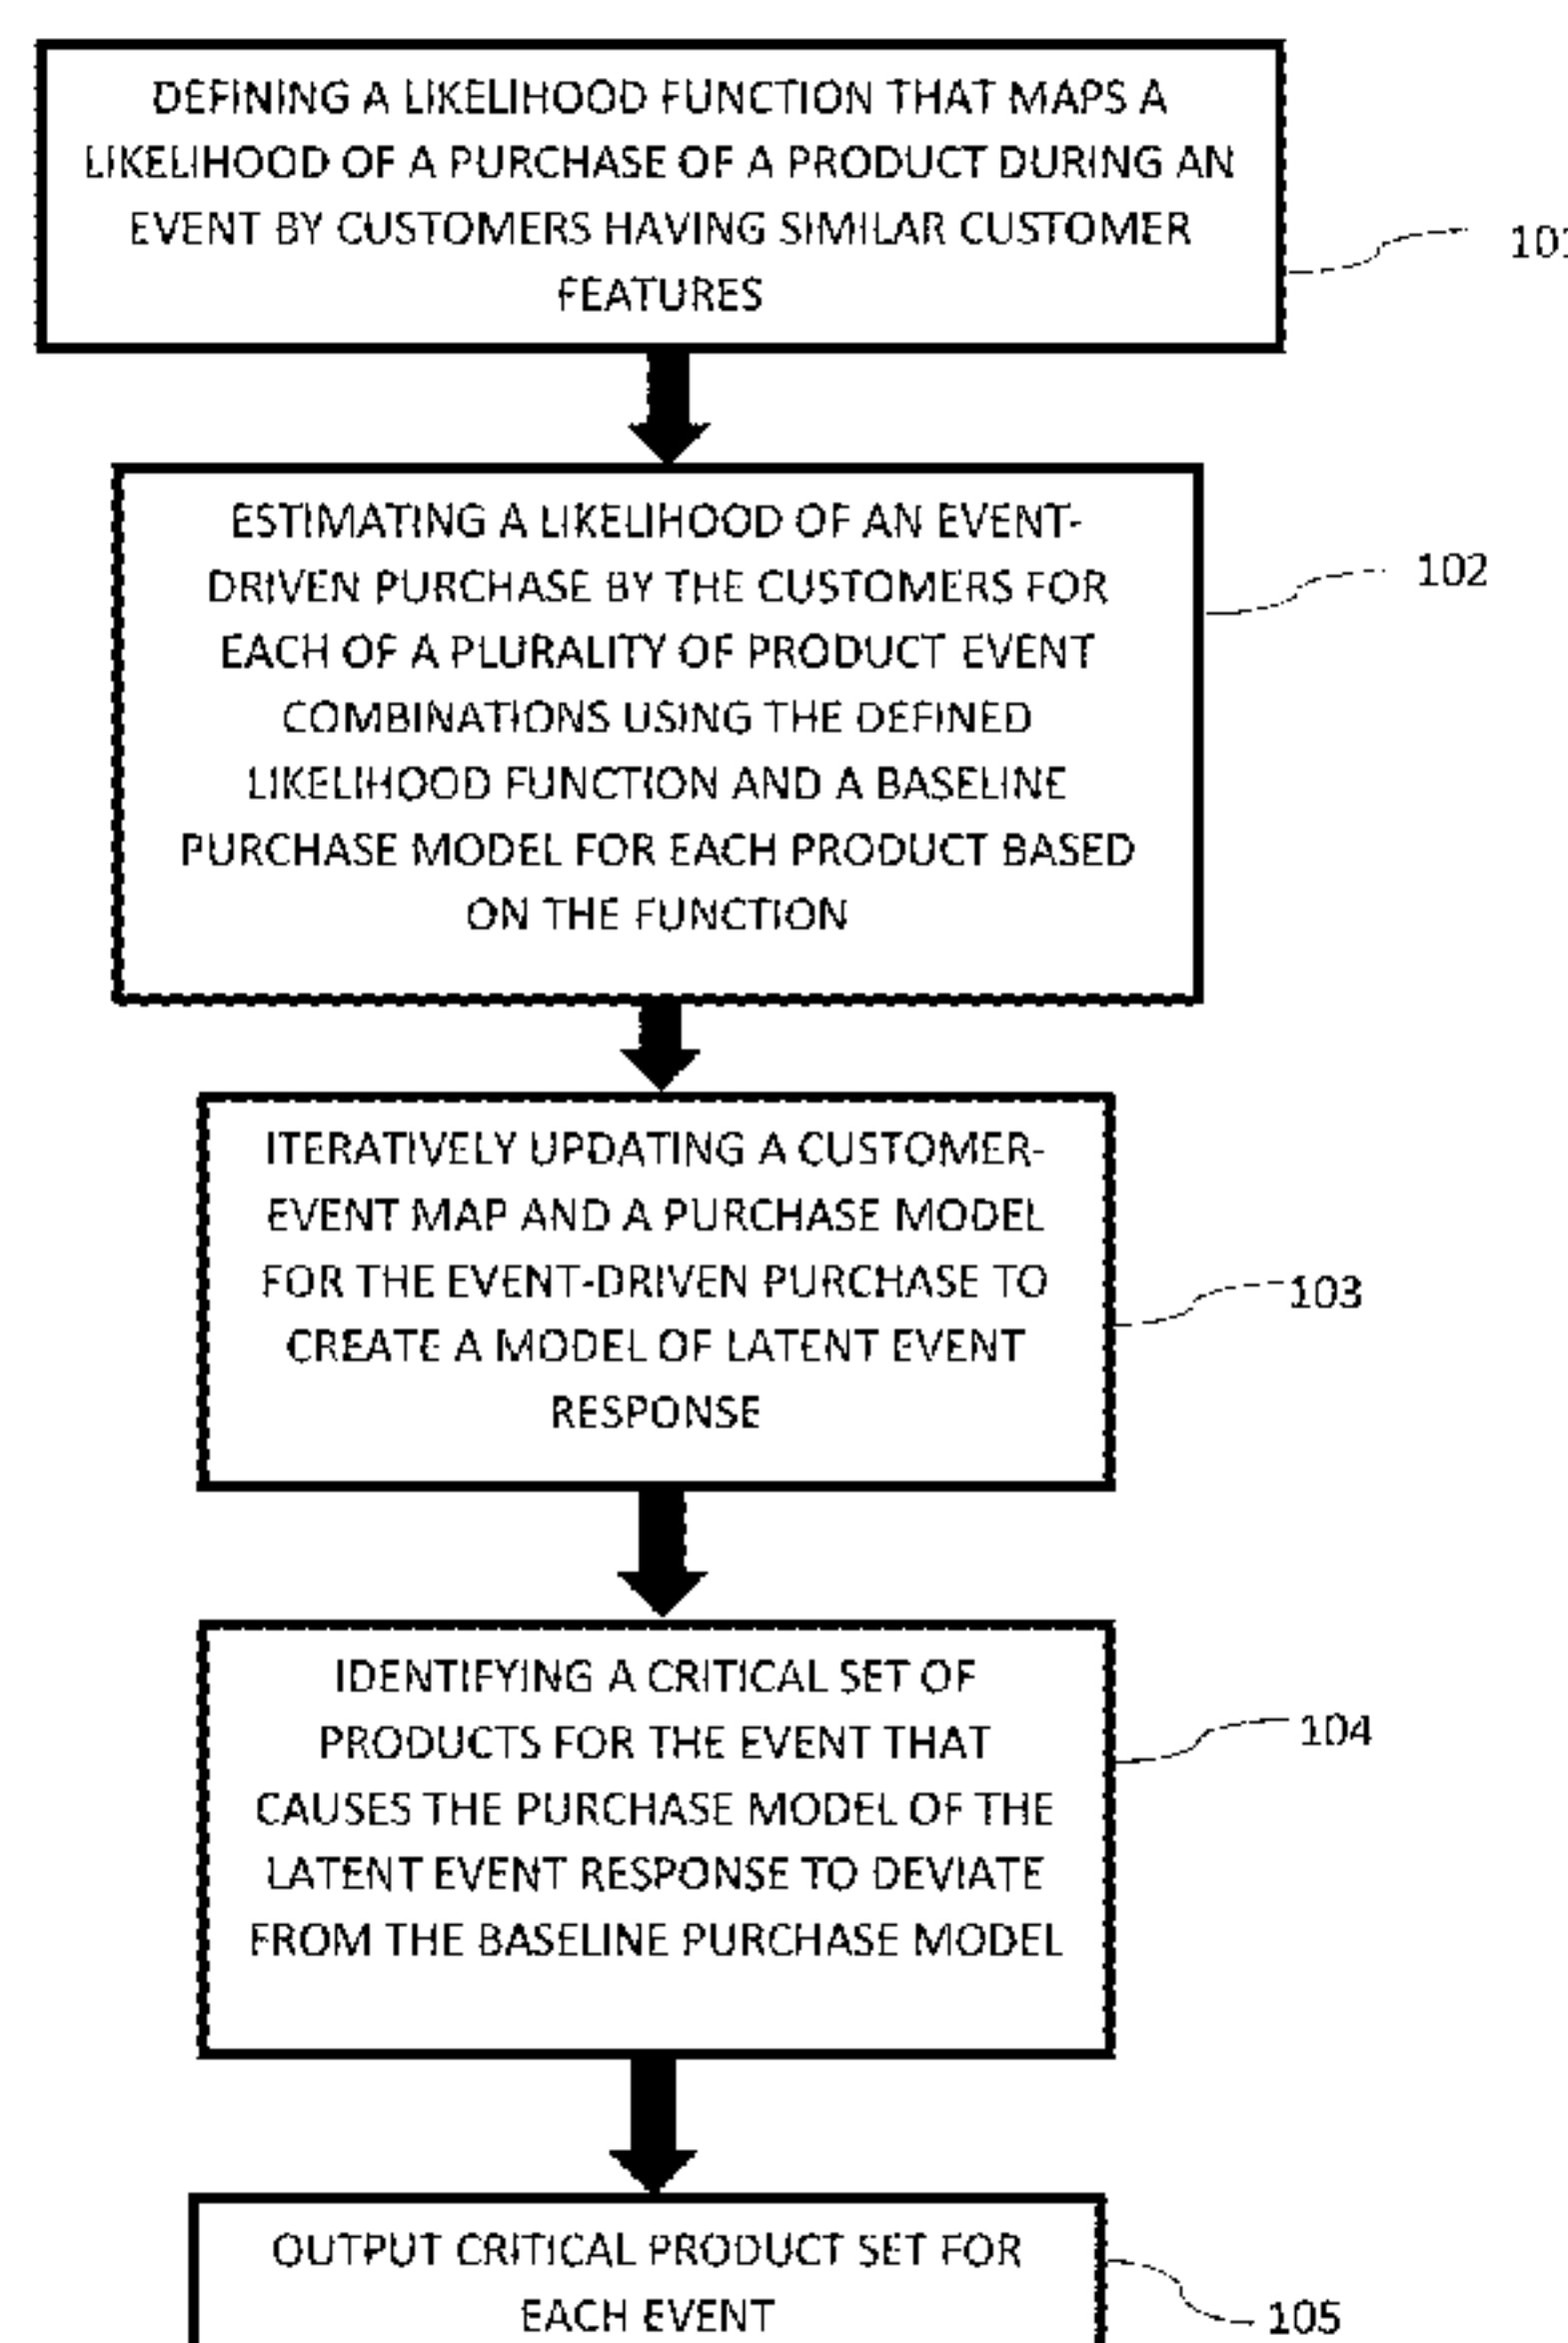 DEFINING A LIKELIHOOD FUNCTION THAT MAPS A
LIKELIHOOD OF A PURCHASE OF A PRODUCT DURING AN
EVENT BY CUSTOMERS HAVING SIMILAR CUSTOMER
FEATURES
101
ESTIMATING A LIKELIHOOD OF AN EVENT-
DRIVEN PURCHASE BY THE CUSTOMERS FOR
EACH OF A PLURALITY OF PRODUCT EVENT
COMBINATIONS USING THE DEFINED
LIKELIHOOD FUNCTION AND A BASELINE
PURCHASE MODEL FOR EACH PRODUCT BASED
ON THE FUNCTION
102
ITERATIVELY UPDATING A CUSTOMER-
EVENT MAP AND A PURCHASE MODEL
FOR THE EVENT-DRIVEN PURCHASE TO
CREATE A MODEL OF LATENT EVENT
RESPONSE
103
IDENTIFYING A CRITICAL SET OF
PRODUCTS FOR THE EVENT THAT
CAUSES THE PURCHASE MODEL OF THE
LATENT EVENT RESPONSE TO DEVIATE
FROM THE BASELINE PURCHASE MODEL
104
OUTPUT CRITICAL PRODUCT SET FOR
EACH EVENT
105